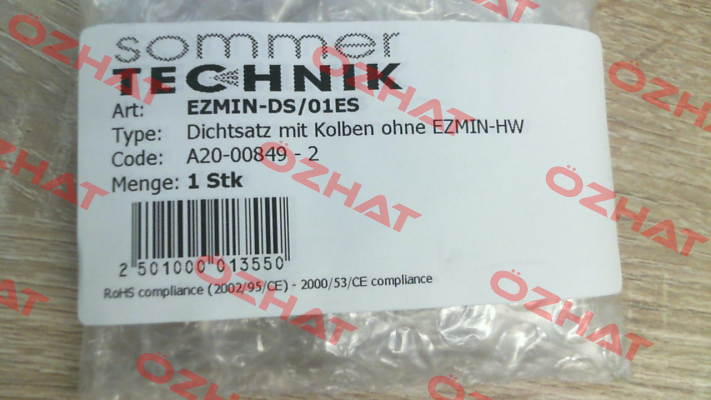 sommer
TECHNIK
Art: EZMIN-DS/01ES
Type: Dichtsatz mit Kolben ohne EZMIN-HW
Code: A20-00849 - 2
Menge: 1 Stk
2 501000 013550
RoHS compliance (2002/95/CE) - 2000/53/CE compliance
ÖZHAT
ÖZHAT
ÖZHAT
ÖZHAT
ÖZHAT
ÖZHAT